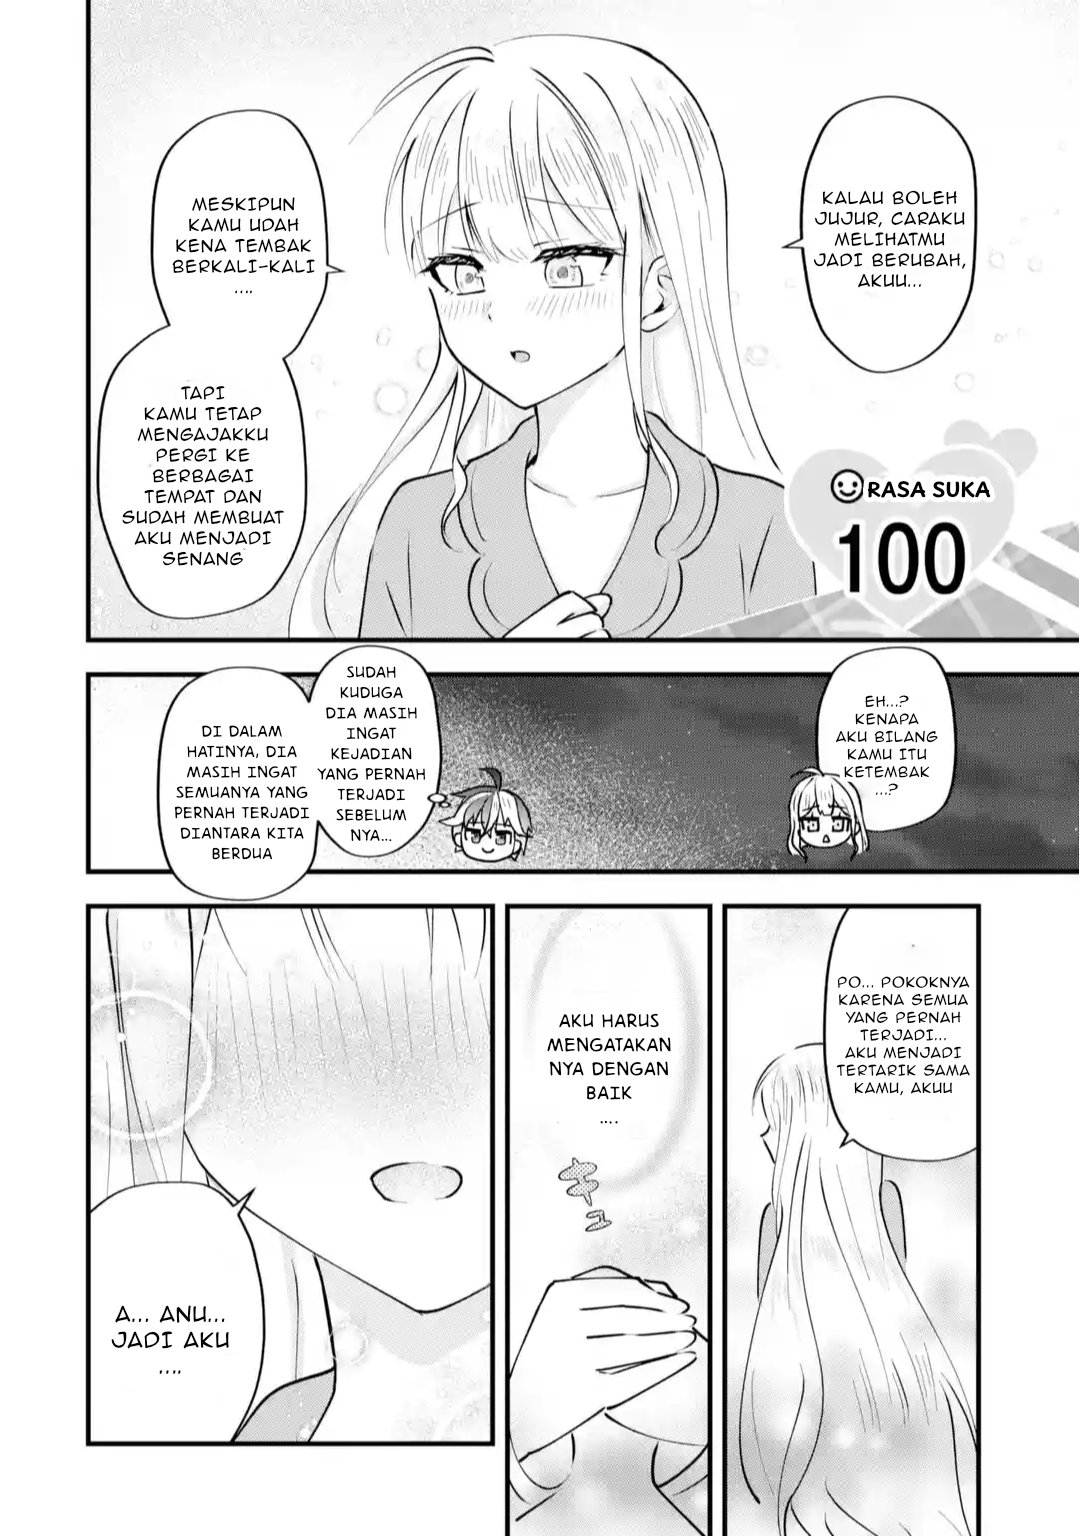 KALAU BOLEH
JUJUR, CARAKU
MELIHATMU
JADI BERUBAH,
AKUU...
MESKIPUN
KAMU UDAH
KENA TEMBAK
BERKALI-KALI
....
TAPI
KAMU TETAP
MENGAJAKKU
PERGI KE
BERBAGAI
TEMPAT DAN
SUDAH MEMBUAT
AKU MENJADI
SENANG
RASA SUKA
100
EH...?
KENAPA
AKU BILANG
KAMU ITU
KETEMBAK
...?
SUDAH
KUDUGA
DIA MASIH
INGAT
KEJADIAN
YANG PERNAH
TERJADI
SEBELUM
NYA...
DI DALAM
HATINYA, DIA
MASIH INGAT
SEMUANYA YANG
PERNAH TERJADI
DIANTARA KITA
BERDUA
PO... POKOKNYA
KARENA SEMUA
YANG PERNAH
TERJADI...
AKU MENJADI
TERTARIK SAMA
KAMU, AKUU
AKU HARUS
MENGATAKAN
NYA DENGAN
BAIK
....
キュ
A... ANU...
JADI AKU
....